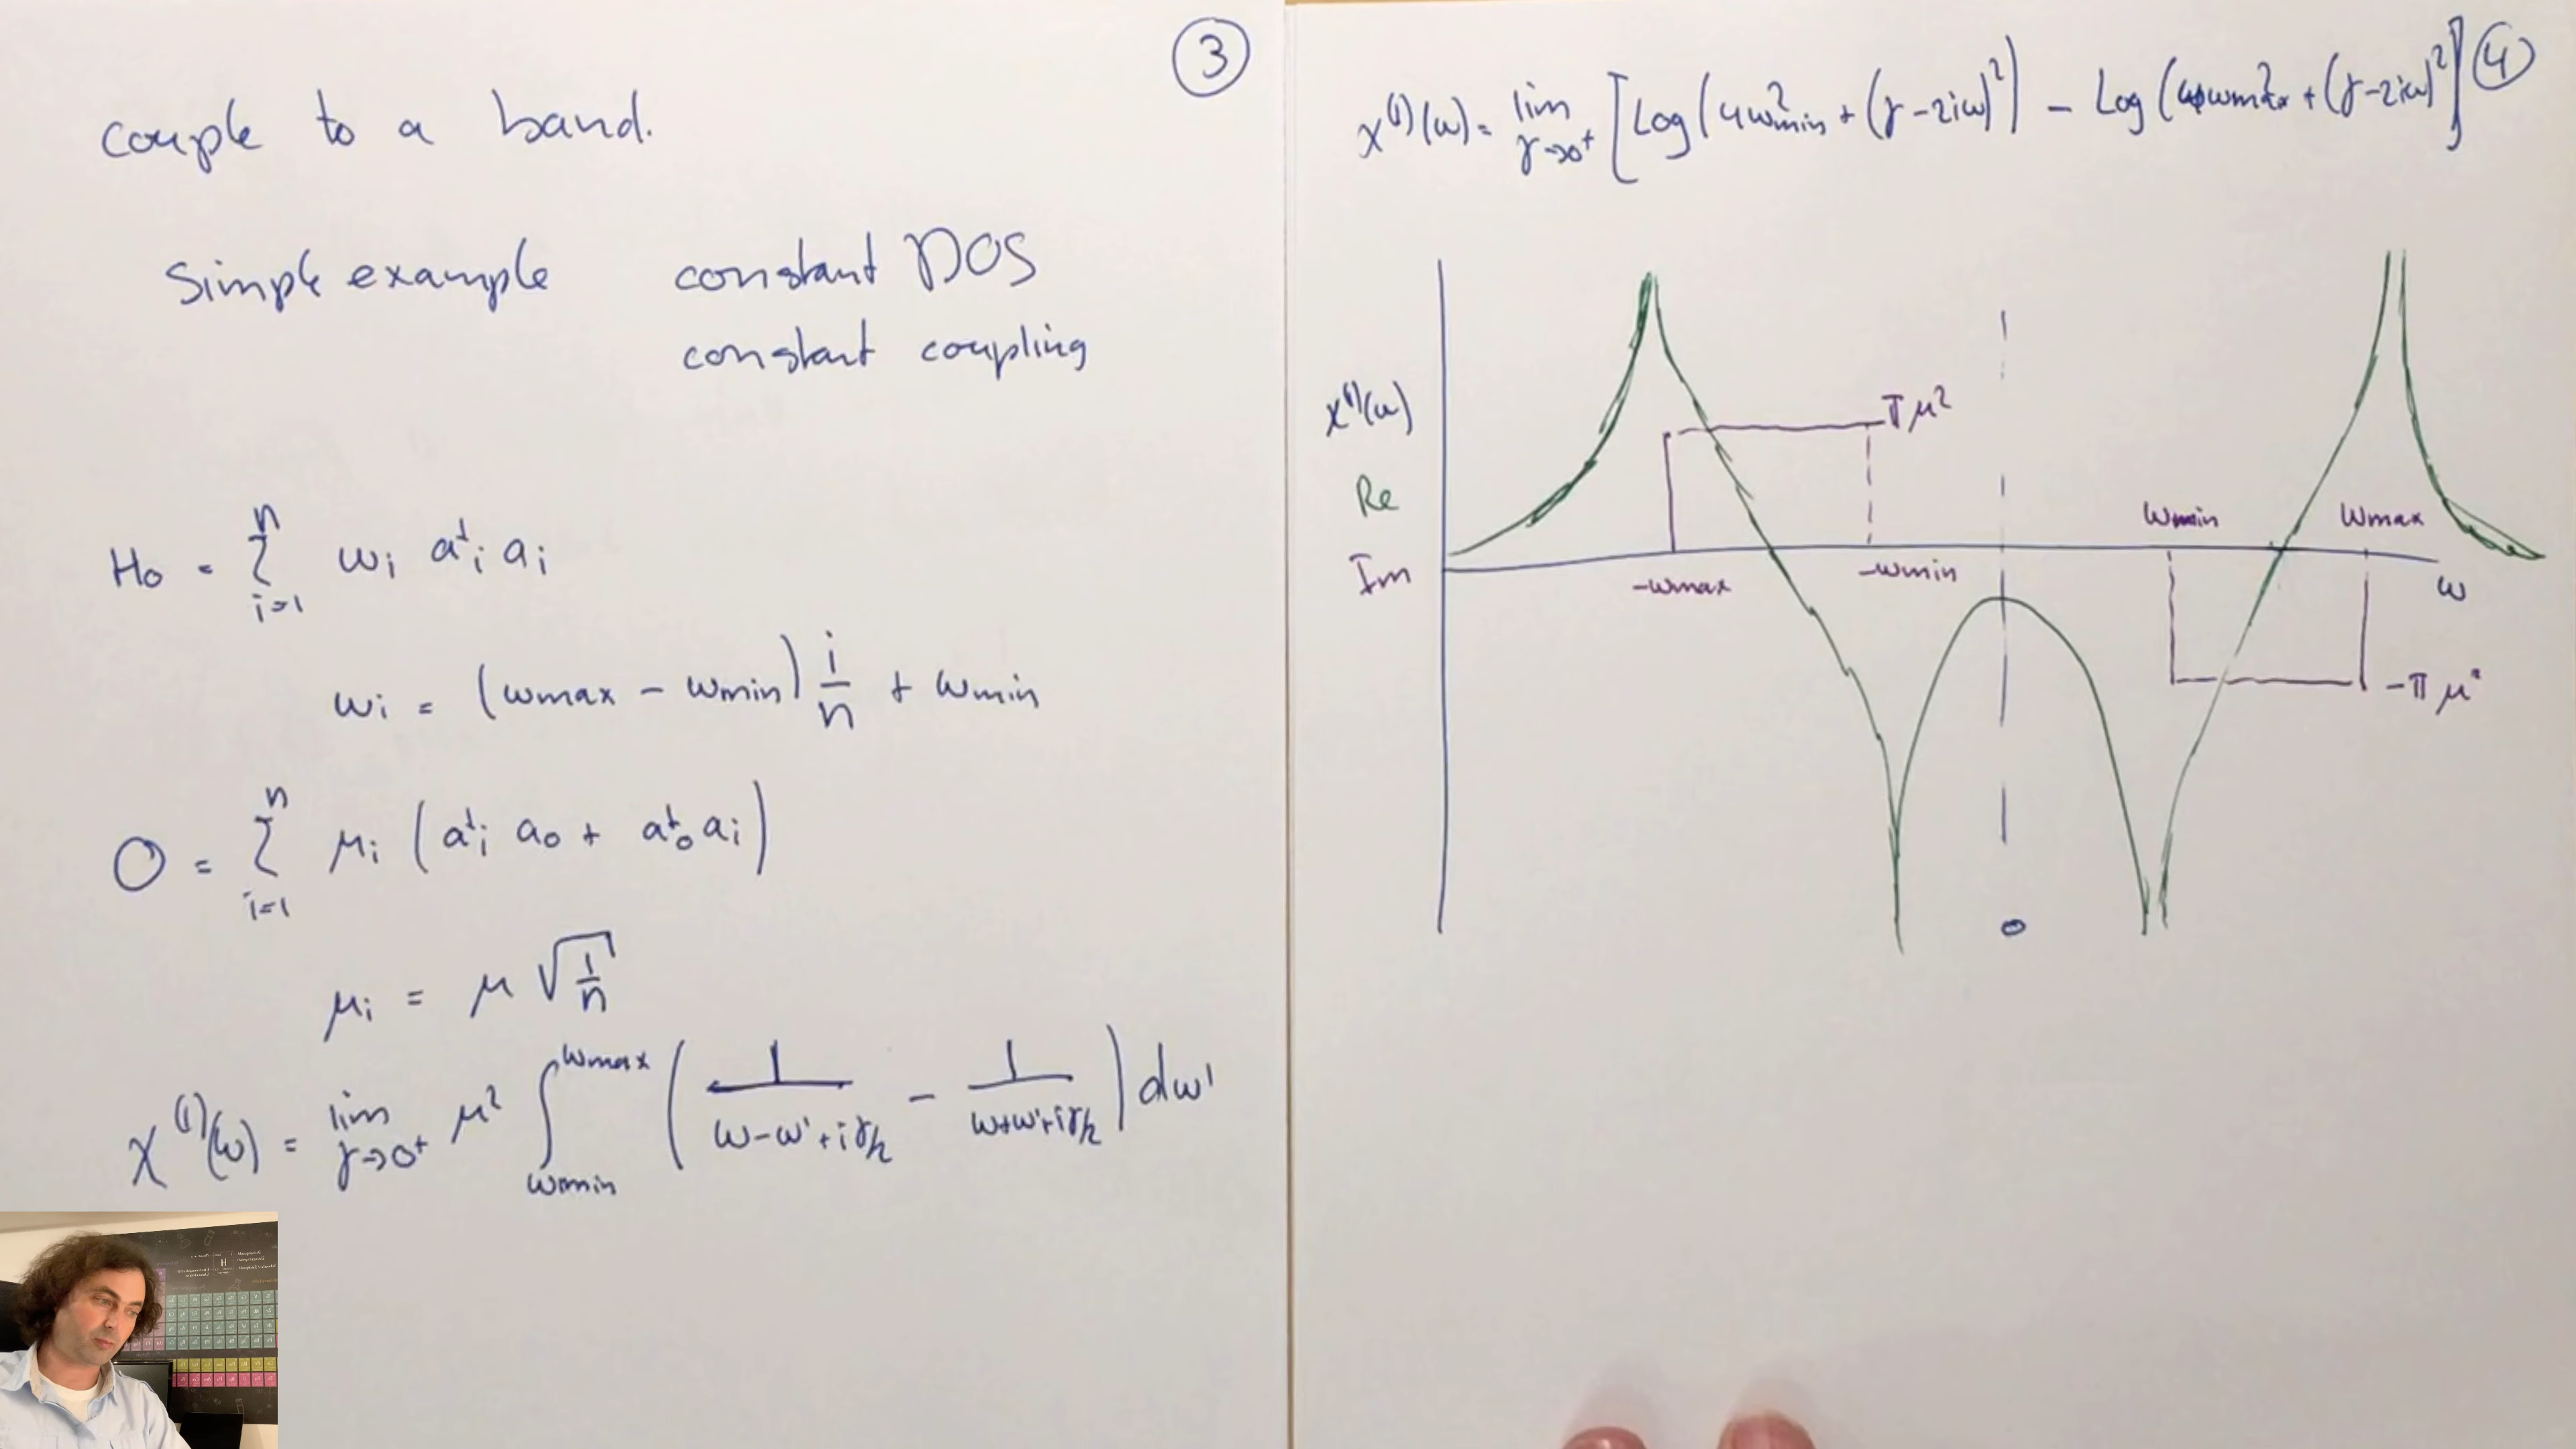 ③
couple to a band.
Simple example constant DOS
constant coupling
H₀ = Σ_{i=1}^{n} ωᵢ a†ᵢ aᵢ
ωᵢ = (ωmax − ωmin) i/n + ωmin
O = Σ_{i=1}^{n} μᵢ (a†ᵢ a₀ + a†₀ aᵢ)
μᵢ = μ √(1/n)
χ⁽¹⁾(ω) = lim_{γ→0⁺} μ² ∫_{ωmin}^{ωmax} (1/(ω−ω'+iγ/2) − 1/(ω+ω'+iγ/2)) dω'
④
χ⁽¹⁾(ω) = lim_{γ→0⁺} [Log(4ω²min + (γ−2iω)²) − Log(4ω²max + (γ−2iω)²]
χ⁽¹⁾(ω)
Re
Im
πμ²
ωmin ωmax
−ωmax −ωmin
ω
−πμ²
0